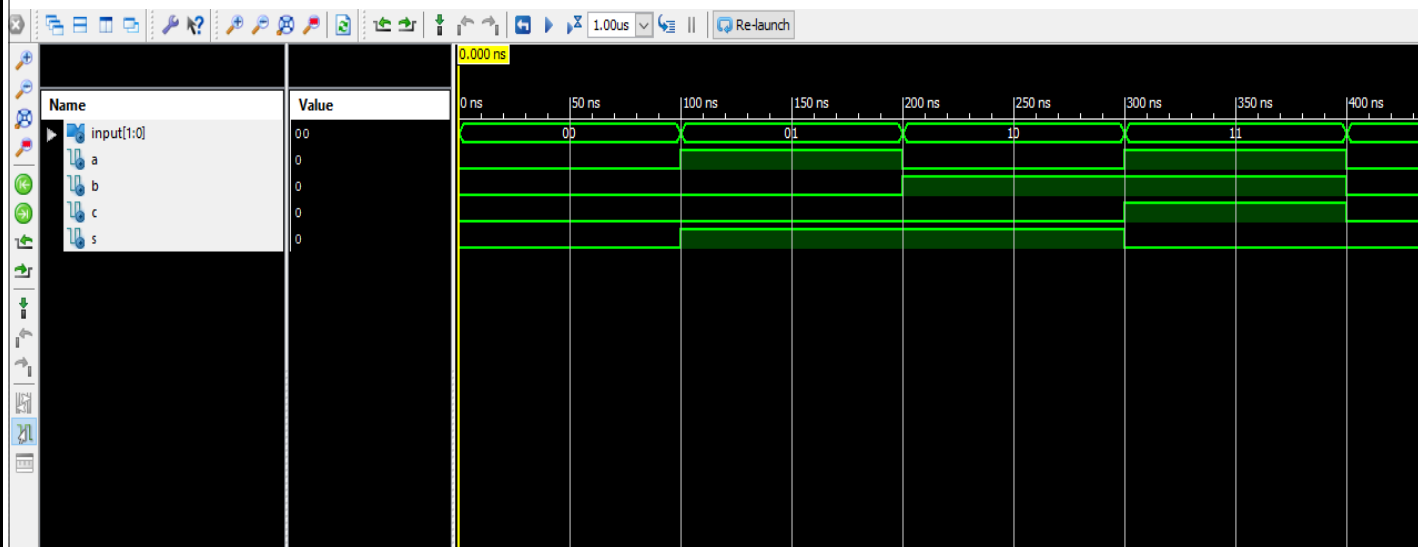 1.00us Re-launch
0.000 ns
Name Value 0 ns 50 ns 100 ns 150 ns 200 ns 250 ns 300 ns 350 ns 400 ns
input[1:0] 00 00 01 10 11
a 0
b 0
c 0
s 0